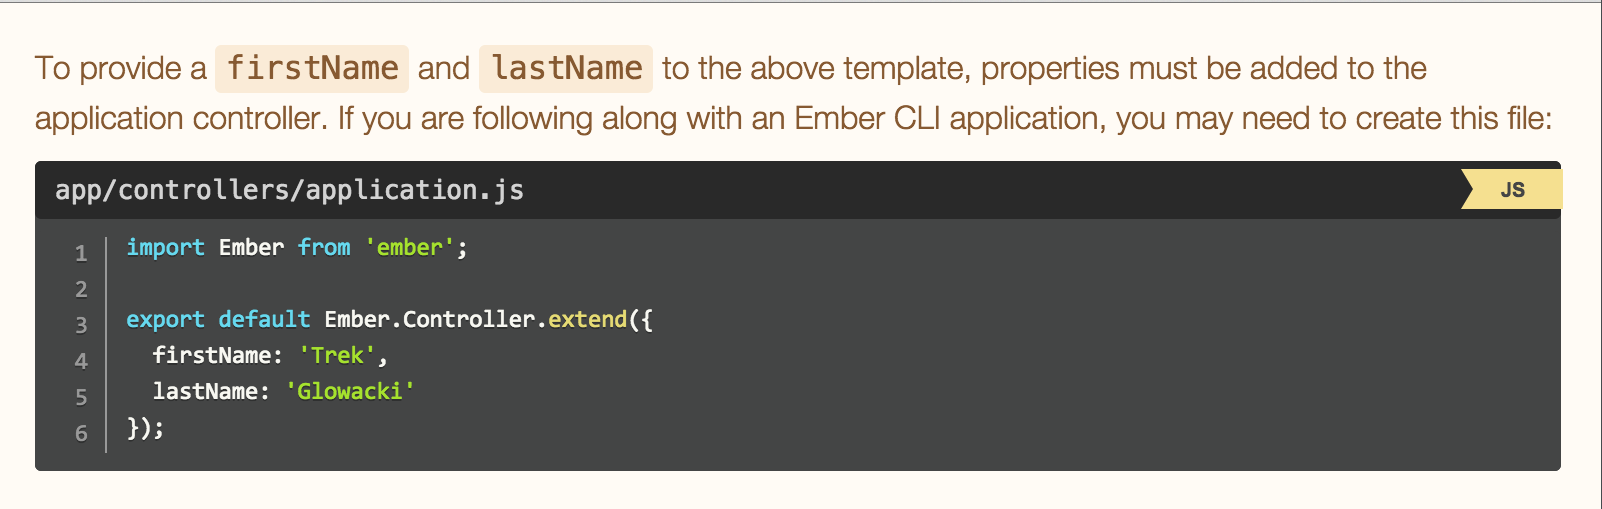 To provide a firstName and lastName to the above template, properties must be added to the
application controller. If you are following along with an Ember CLI application, you may need to create this file:
app/controllers/application.js
JS
1 import Ember from 'ember';
2
3 export default Ember.Controller.extend({
4   firstName: 'Trek',
5   lastName: 'Glowacki'
6 });